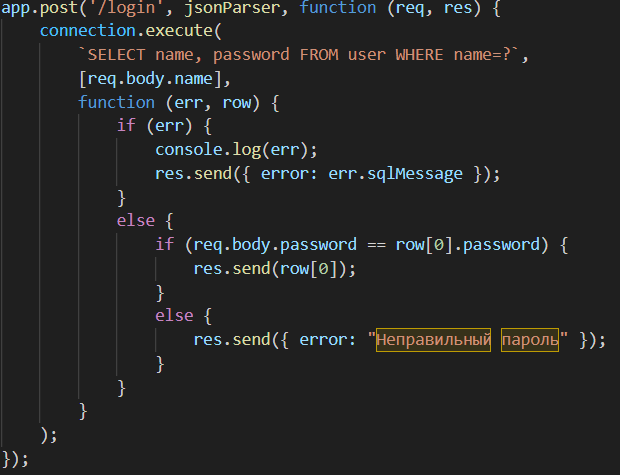 app.post('/login', jsonParser, function (req, res) {
    connection.execute(
        `SELECT name, password FROM user WHERE name=?`,
        [req.body.name],
        function (err, row) {
            if (err) {
                console.log(err);
                res.send({ error: err.sqlMessage });
            }
            else {
                if (req.body.password == row[0].password) {
                    res.send(row[0]);
                }
                else {
                    res.send({ error: "Неправильный пароль" });
                }
            }
        }
    );
});